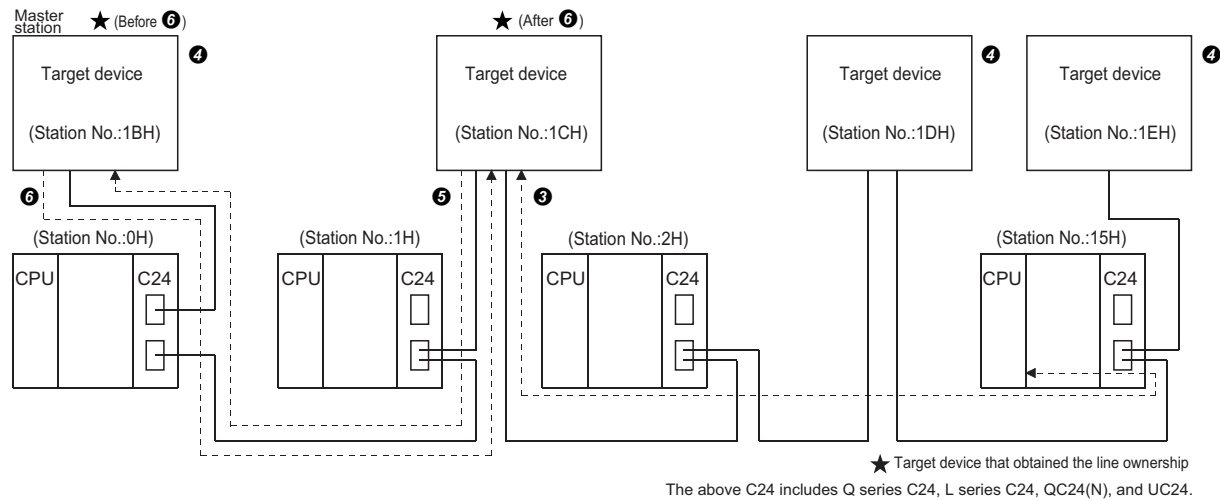 Master
station
★ (Before ❻)
★ (After ❻)
❹
❹
❹
Target device
Target device
Target device
Target device
(Station No.:1BH)
(Station No.:1CH)
(Station No.:1DH)
(Station No.:1EH)
❻
❺
❸
(Station No.:0H)
(Station No.:1H)
(Station No.:2H)
(Station No.:15H)
CPU
C24
CPU
C24
CPU
C24
CPU
C24
★ Target device that obtained the line ownership
The above C24 includes Q series C24, L series C24, QC24(N), and UC24.